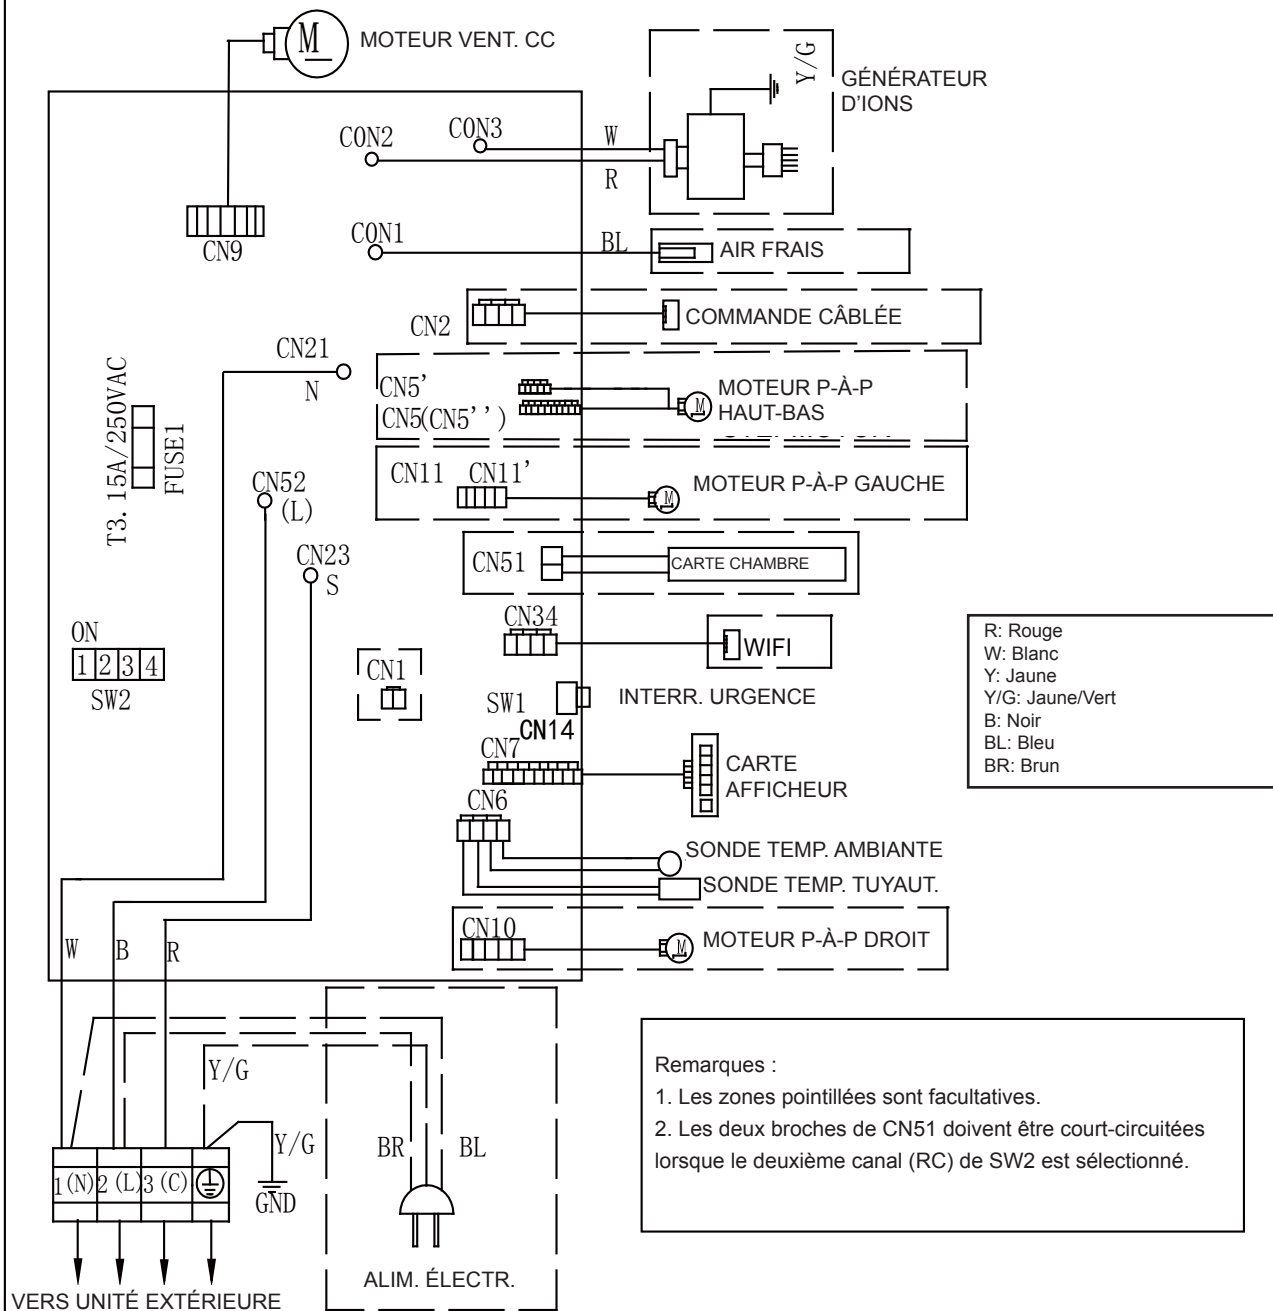 MOTEUR VENT. CC
M
Y/G
GÉNÉRATEUR
D'IONS
CON2
CON3
W
R
CN9
CON1
BL
AIR FRAIS
CN2
COMMANDE CÂBLÉE
CN21
N
CN5'
CN5(CN5'')
M
MOTEUR P-À-P
HAUT-BAS
T3.15A/250VAC
FUSE1
CN11
CN11'
M
MOTEUR P-À-P GAUCHE
CN52
(L)
CN23
S
CN51
CARTE CHAMBRE
CN34
WIFI
ON
1 2 3 4
SW2
CN1
SW1
INTERR. URGENCE
CN14
CN7
CARTE
AFFICHEUR
CN6
SONDE TEMP. AMBIANTE
SONDE TEMP. TUYAUT.
CN10
M
MOTEUR P-À-P DROIT
R: Rouge
W: Blanc
Y: Jaune
Y/G: Jaune/Vert
B: Noir
BL: Bleu
BR: Brun
W
B
R
Y/G
Y/G
BR
BL
1(N) 2(L) 3(C)
GND
ALIM. ÉLECTR.
VERS UNITÉ EXTÉRIEURE
Remarques :
1. Les zones pointillées sont facultatives.
2. Les deux broches de CN51 doivent être court-circuitées
lorsque le deuxième canal (RC) de SW2 est sélectionné.